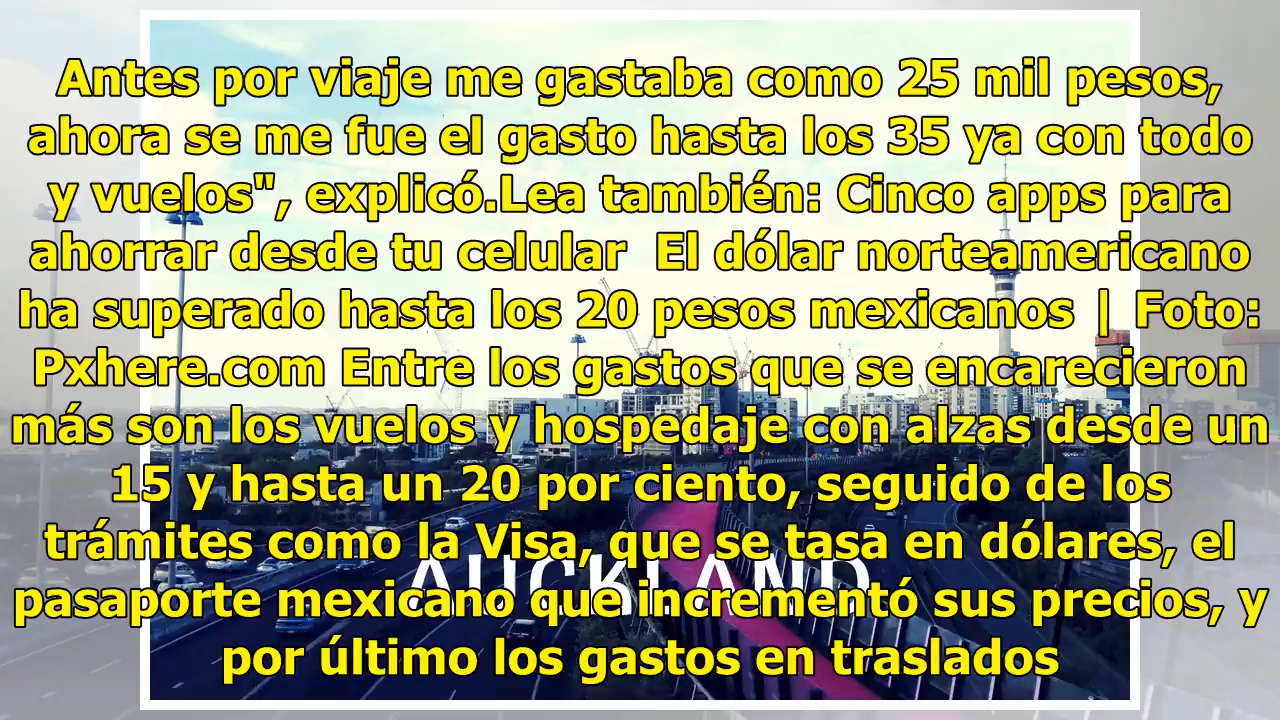 Antes por viaje me gastaba como 25 mil pesos,
ahora se me fue el gasto hasta los 35 ya con todo
y vuelos", explicó.Lea también: Cinco apps para
ahorrar desde tu celular  El dólar norteamericano
ha superado hasta los 20 pesos mexicanos | Foto:
Pxhere.com Entre los gastos que se encarecieron
más son los vuelos y hospedaje con alzas desde un
15 y hasta un 20 por ciento, seguido de los
trámites como la Visa, que se tasa en dólares, el
AUCKLAND
pasaporte mexicano que incrementó sus precios, y
por último los gastos en traslados